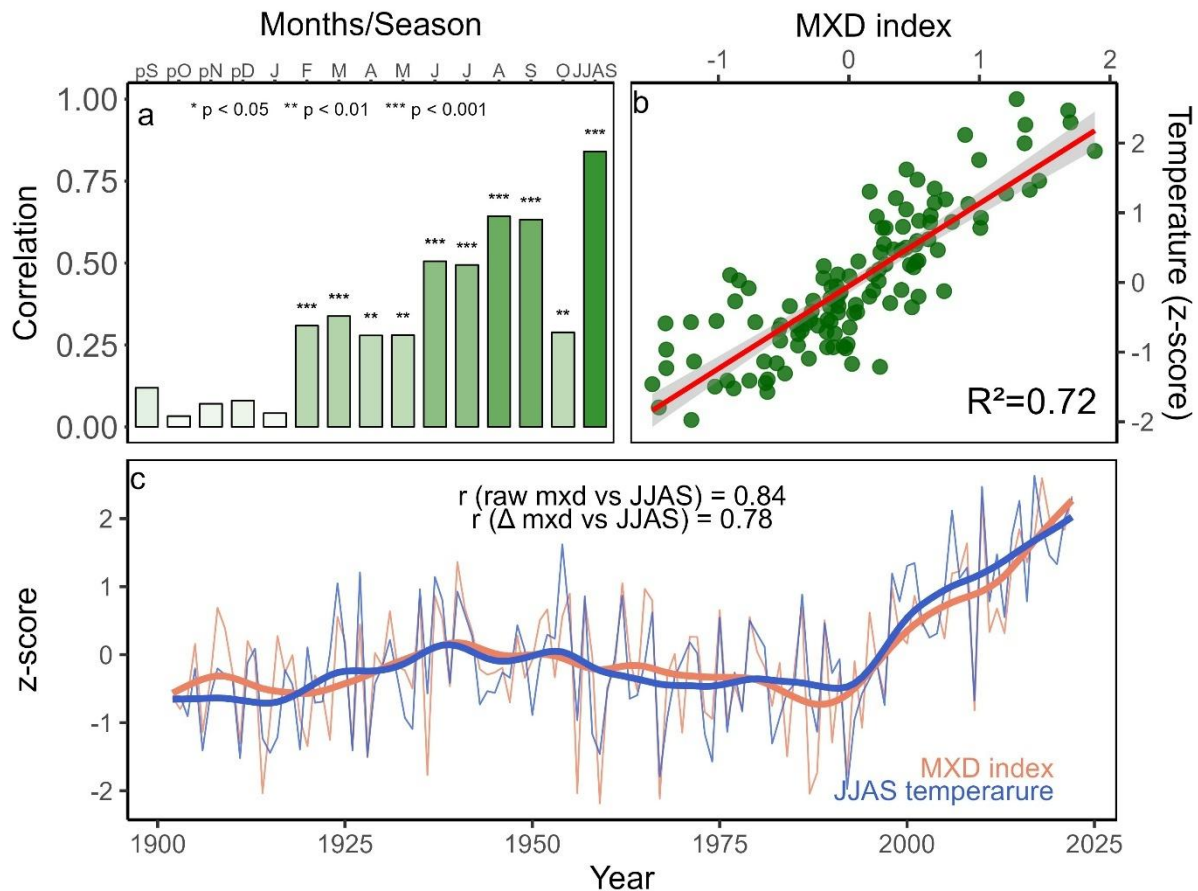 Months/Season
pS pO pN pD J F M A M J J A S O JJAS
a
* p < 0.05 ** p < 0.01 *** p < 0.001
1.00
0.75
0.50
0.25
0.00
Correlation
*** *** ** ** *** *** *** *** ** ***
MXD index
-1 0 1 2
b
2
1
0
-1
-2
Temperature (z-score)
R²=0.72
c
r (raw mxd vs JJAS) = 0.84
r (Δ mxd vs JJAS) = 0.78
2
1
0
-1
-2
z-score
MXD index
JJAS temperarure
1900 1925 1950 1975 2000 2025
Year